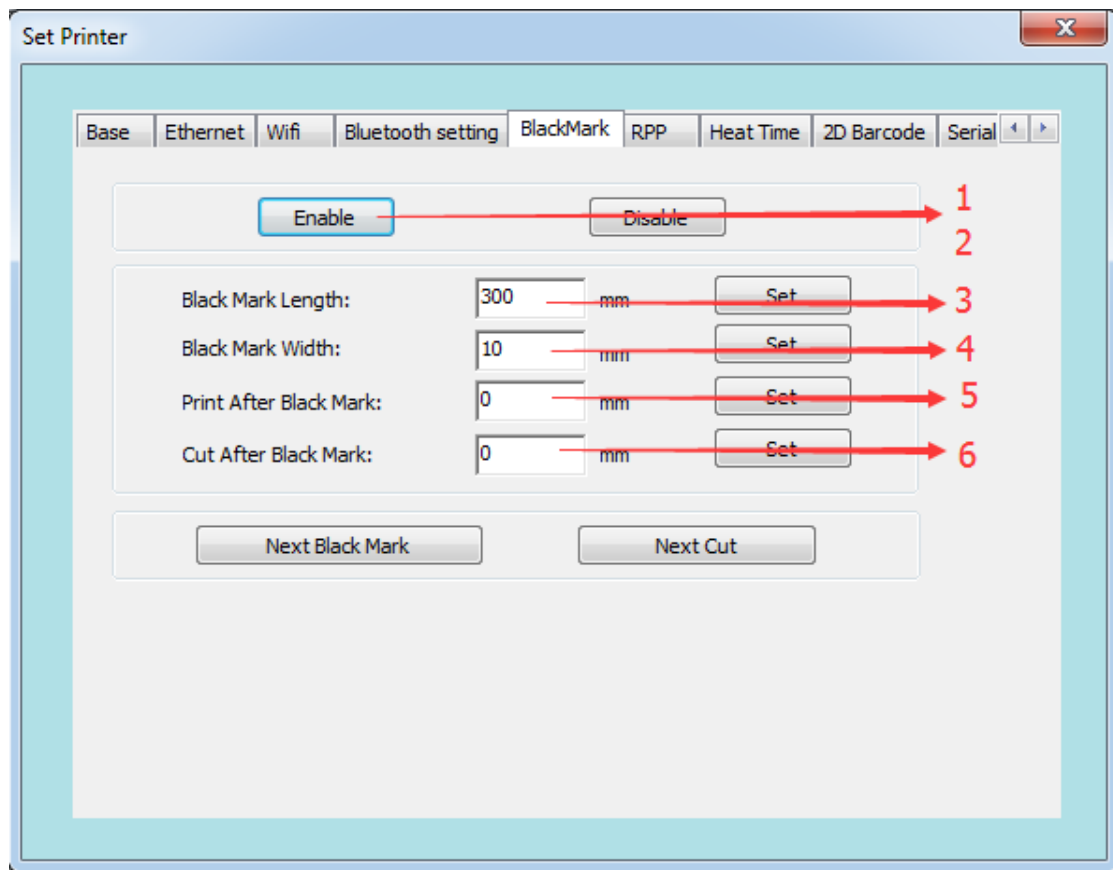 Set Printer
Base Ethernet Wifi Bluetooth setting BlackMark RPP Heat Time 2D Barcode Serial
Enable Disable 1
2
Black Mark Length: 300 mm Set 3
Black Mark Width: 10 mm Set 4
Print After Black Mark: 0 mm Set 5
Cut After Black Mark: 0 mm Set 6
Next Black Mark Next Cut